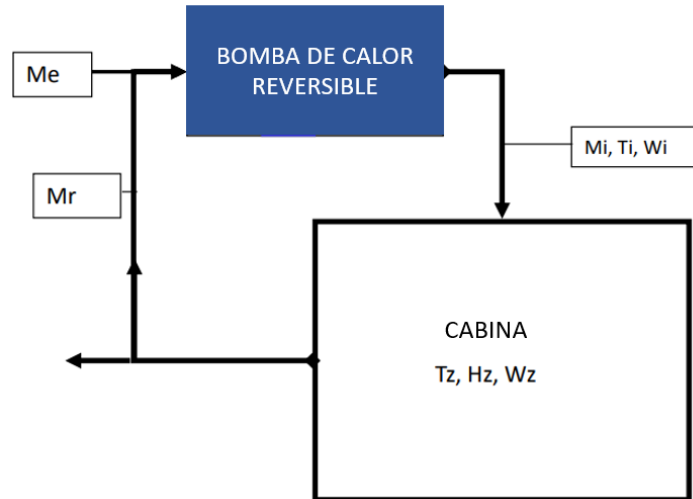 BOMBA DE CALOR
REVERSIBLE
Me
Mi, Ti, Wi
Mr
CABINA
Tz, Hz, Wz